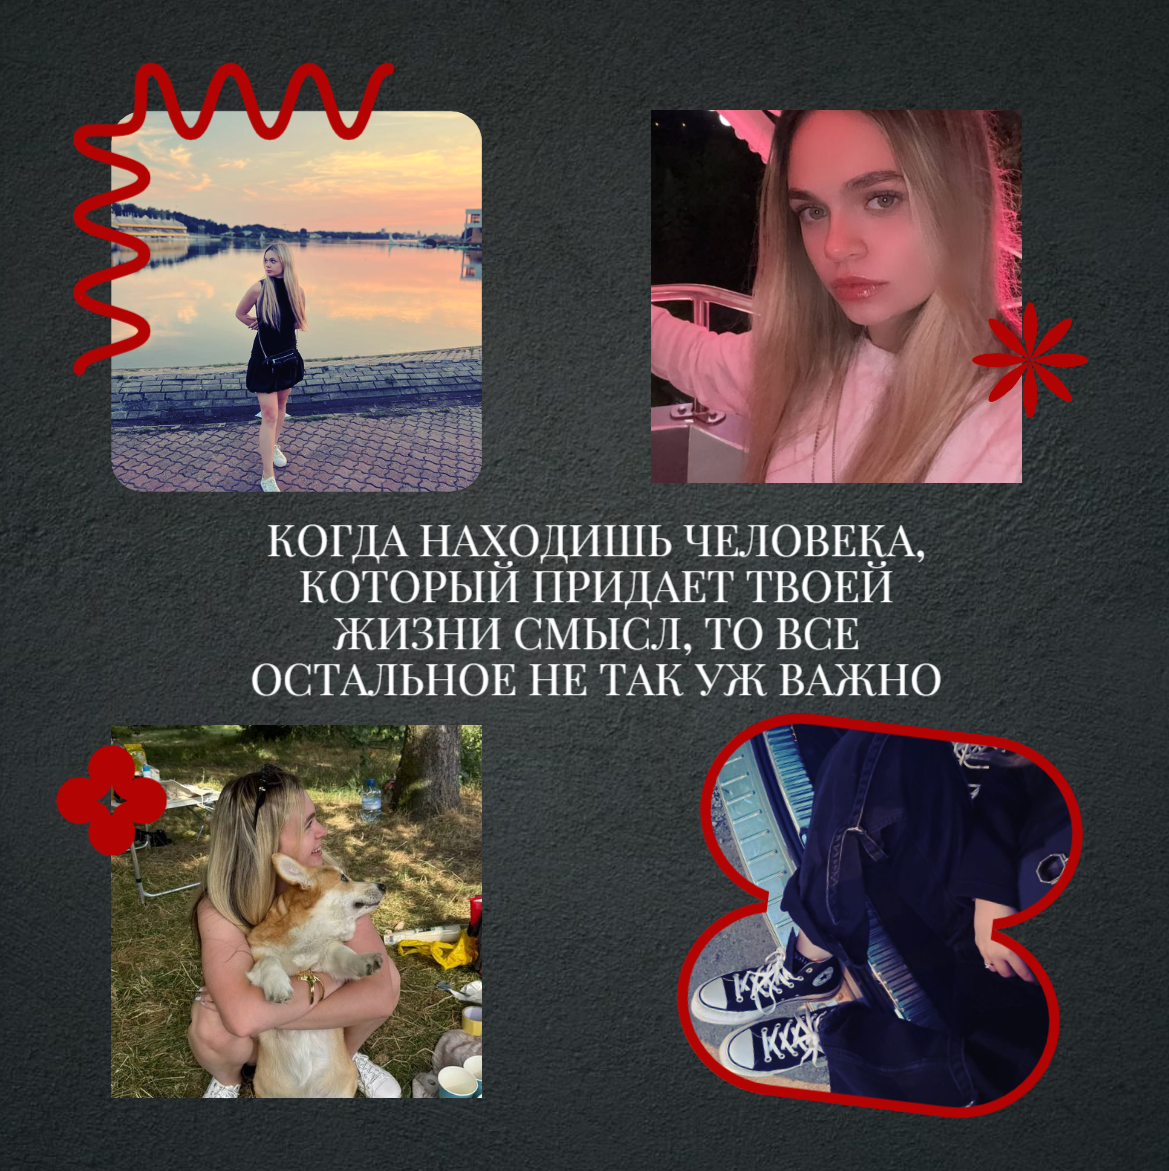 КОГДА НАХОДИШЬ ЧЕЛОВЕКА,
КОТОРЫЙ ПРИДАЕТ ТВОЕЙ
ЖИЗНИ СМЫСЛ, ТО ВСЕ
ОСТАЛЬНОЕ НЕ ТАК УЖ ВАЖНО